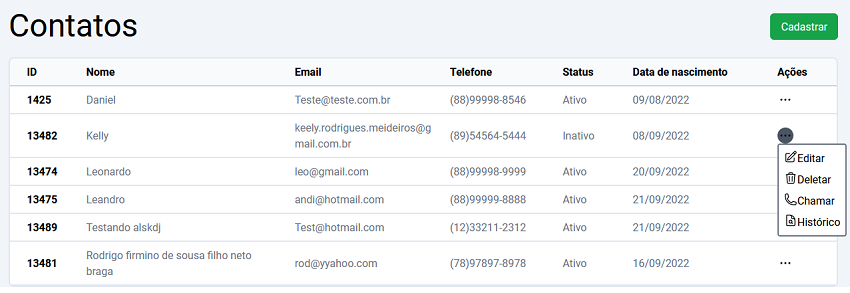 Contatos
Cadastrar
ID Nome Email Telefone Status Data de nascimento Ações
1425 Daniel Teste@teste.com.br (88)99998-8546 Ativo 09/08/2022
13482 Kelly keely.rodrigues.meideiros@g
mail.com.br (89)54564-5444 Inativo 08/09/2022
Editar
13474 Leonardo leo@gmail.com (88)99998-9999 Ativo 20/09/2022
Deletar
13475 Leandro andi@hotmail.com (88)99999-8888 Ativo 21/09/2022
Chamar
13489 Testando alskdj Test@hotmail.com (12)33211-2312 Ativo 21/09/2022
Histórico
13481 Rodrigo firmino de sousa filho neto
braga rod@yyahoo.com (78)97897-8978 Ativo 16/09/2022